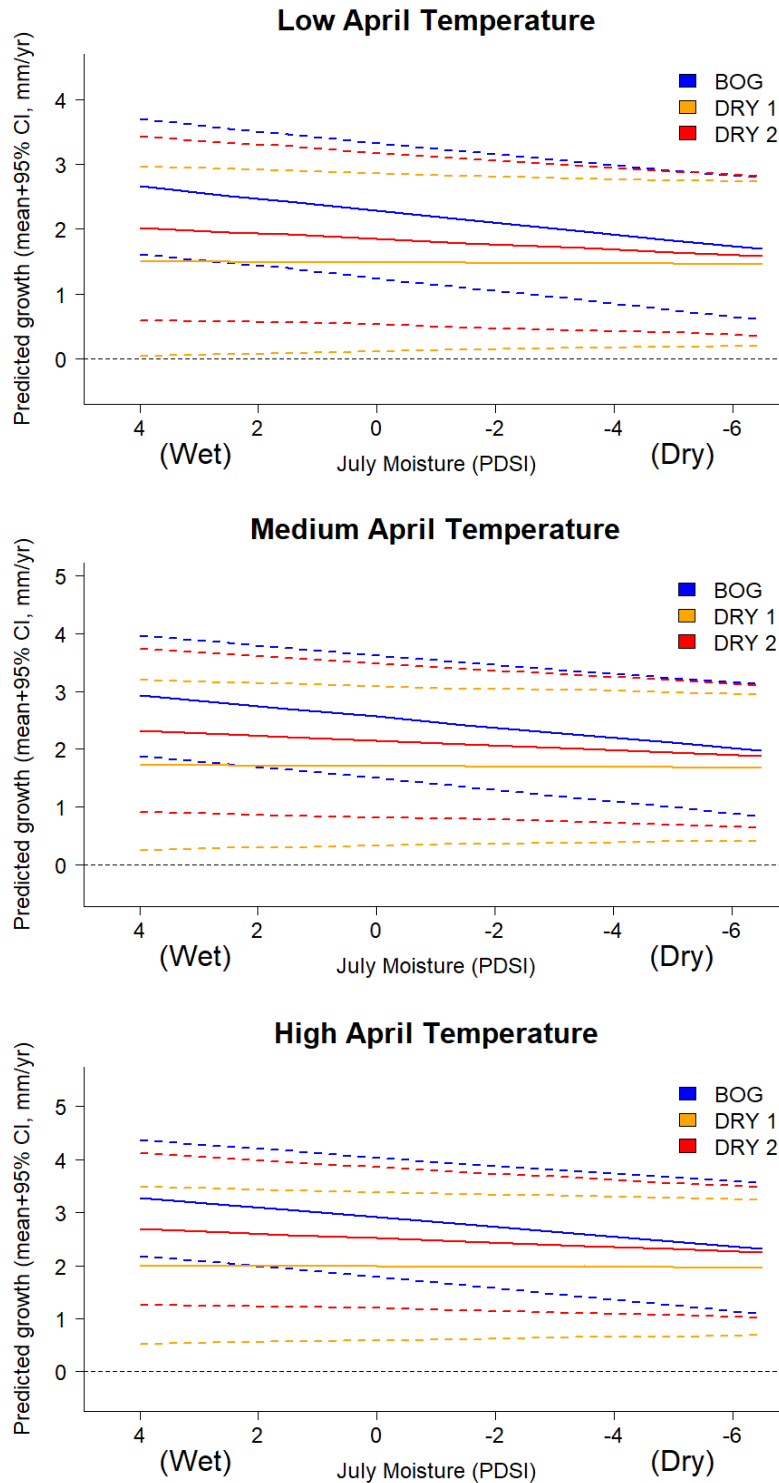 Low April Temperature
Predicted growth (mean+95% CI, mm/yr)
4
3
2
1
0
BOG
DRY 1
DRY 2
4 2 0 -2 -4 -6
(Wet) July Moisture (PDSI) (Dry)
Medium April Temperature
Predicted growth (mean+95% CI, mm/yr)
5
4
3
2
1
0
BOG
DRY 1
DRY 2
4 2 0 -2 -4 -6
(Wet) July Moisture (PDSI) (Dry)
High April Temperature
Predicted growth (mean+95% CI, mm/yr)
5
4
3
2
1
0
BOG
DRY 1
DRY 2
4 2 0 -2 -4 -6
(Wet) July Moisture (PDSI) (Dry)